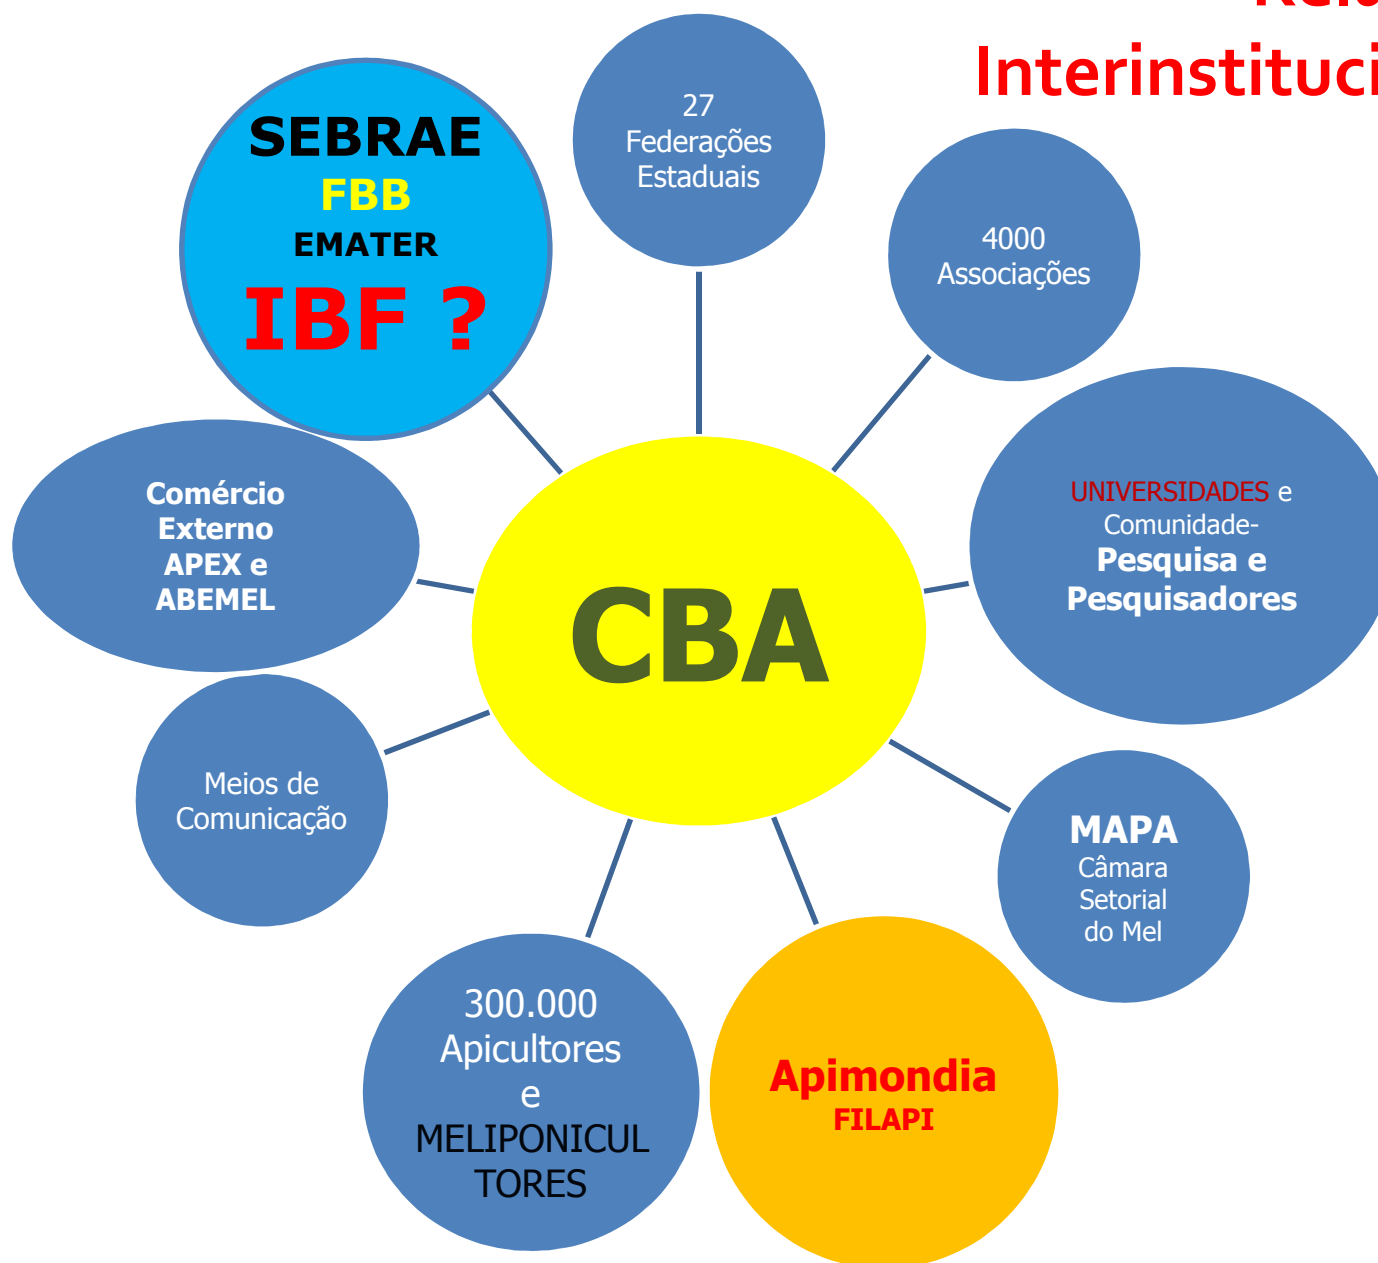 Interinstituci
27
Federações
Estaduais
SEBRAE
FBB
EMATER
IBF ?
4000
Associações
UNIVERSIDADES e
Comunidade-
Pesquisa e
Pesquisadores
Comércio
Externo
APEX e
ABEMEL
CBA
Meios de
Comunicação
MAPA
Câmara
Setorial
do Mel
300.000
Apicultores
e
MELIPONICUL
TORES
Apimondia
FILAPI